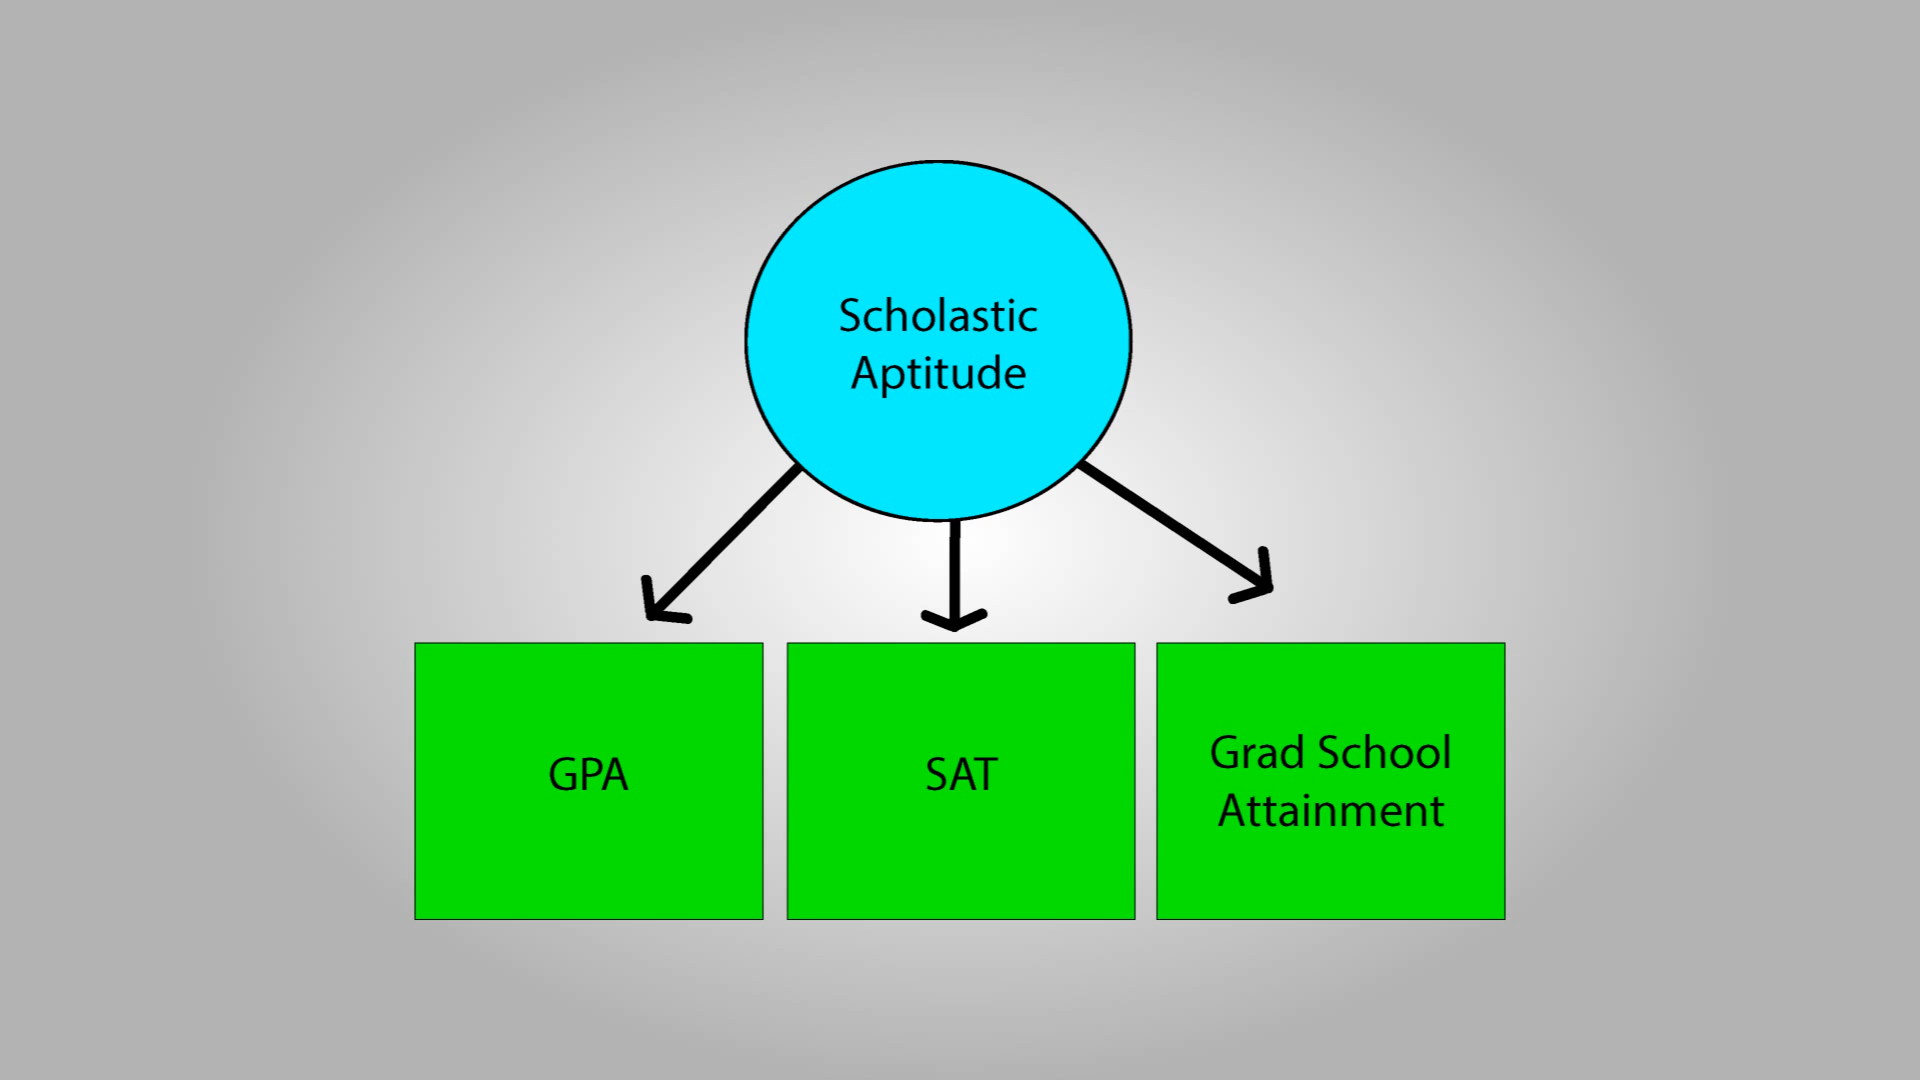 Scholastic
Aptitude
GPA
SAT
Grad School
Attainment